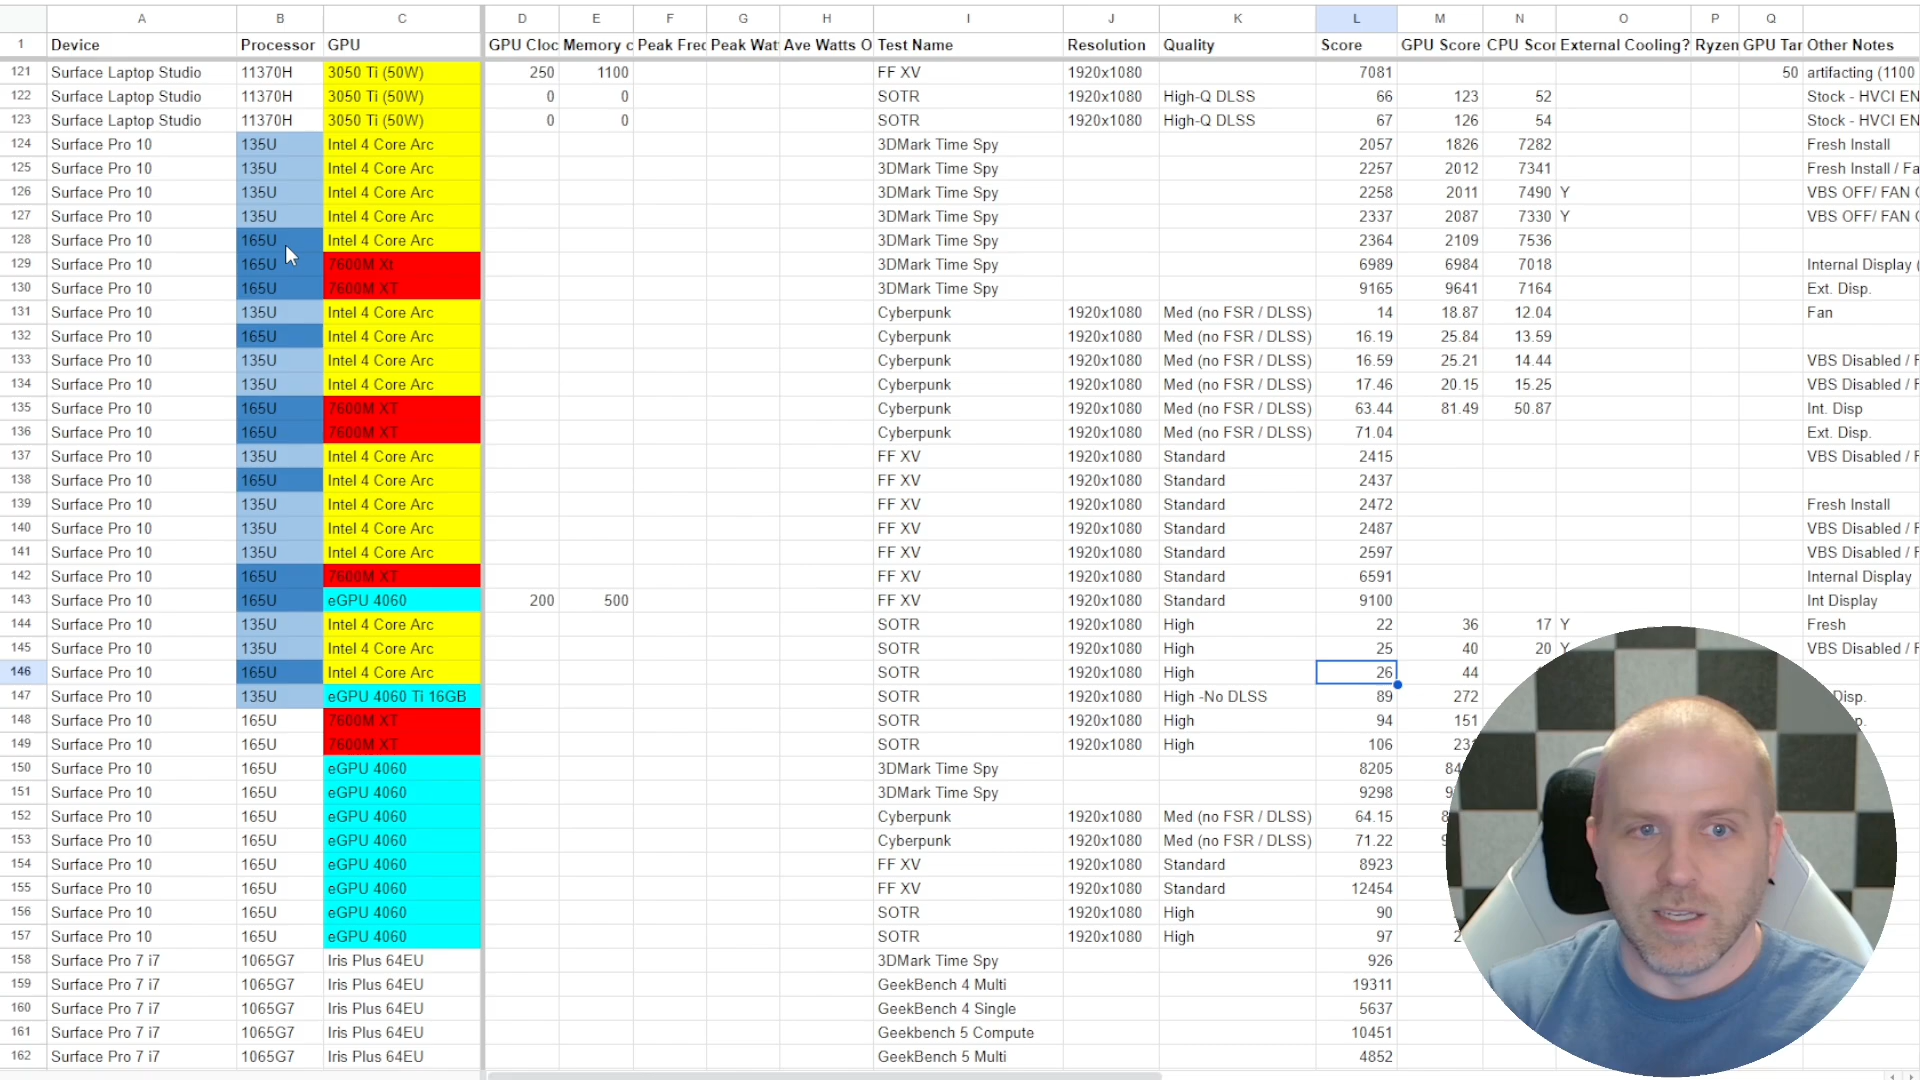 A B C D E F G H I J K L M N O P Q
1 Device Processor GPU GPU Cloc Memory c Peak Fred Peak Wat Ave Watts O Test Name Resolution Quality Score GPU Score CPU Scor External Cooling? Ryzen GPU Tar Other Notes
121 Surface Laptop Studio 11370H 3050 Ti (50W) 250 1100 FF XV 1920x1080 7081 50 artifacting (1100
122 Surface Laptop Studio 11370H 3050 Ti (50W) 0 0 SOTR 1920x1080 High-Q DLSS 66 123 52 Stock - HVCI EN
123 Surface Laptop Studio 11370H 3050 Ti (50W) 0 0 SOTR 1920x1080 High-Q DLSS 67 126 54 Stock - HVCI EN
124 Surface Pro 10 135U Intel 4 Core Arc 3DMark Time Spy 2057 1826 7282 Fresh Install
125 Surface Pro 10 135U Intel 4 Core Arc 3DMark Time Spy 2257 2012 7341 Fresh Install / Fa
126 Surface Pro 10 135U Intel 4 Core Arc 3DMark Time Spy 2258 2011 7490 Y VBS OFF/ FAN
127 Surface Pro 10 135U Intel 4 Core Arc 3DMark Time Spy 2337 2087 7330 Y VBS OFF/ FAN
128 Surface Pro 10 165U Intel 4 Core Arc 3DMark Time Spy 2364 2109 7536
129 Surface Pro 10 165U 7600M Xt 3DMark Time Spy 6989 6984 7018 Internal Display (
130 Surface Pro 10 165U 7600M XT 3DMark Time Spy 9165 9641 7164 Ext. Disp.
131 Surface Pro 10 135U Intel 4 Core Arc Cyberpunk 1920x1080 Med (no FSR / DLSS) 14 18.87 12.04 Fan
132 Surface Pro 10 165U Intel 4 Core Arc Cyberpunk 1920x1080 Med (no FSR / DLSS) 16.19 25.84 13.59
133 Surface Pro 10 135U Intel 4 Core Arc Cyberpunk 1920x1080 Med (no FSR / DLSS) 16.59 25.21 14.44 VBS Disabled / F
134 Surface Pro 10 135U Intel 4 Core Arc Cyberpunk 1920x1080 Med (no FSR / DLSS) 17.46 20.15 15.25 VBS Disabled / F
135 Surface Pro 10 165U 7600M XT Cyberpunk 1920x1080 Med (no FSR / DLSS) 63.44 81.49 50.87 Int. Disp
136 Surface Pro 10 165U 7600M XT Cyberpunk 1920x1080 Med (no FSR / DLSS) 71.04 Ext. Disp.
137 Surface Pro 10 135U Intel 4 Core Arc FF XV 1920x1080 Standard 2415 VBS Disabled / F
138 Surface Pro 10 165U Intel 4 Core Arc FF XV 1920x1080 Standard 2437
139 Surface Pro 10 135U Intel 4 Core Arc FF XV 1920x1080 Standard 2472 Fresh Install
140 Surface Pro 10 135U Intel 4 Core Arc FF XV 1920x1080 Standard 2487 VBS Disabled / F
141 Surface Pro 10 135U Intel 4 Core Arc FF XV 1920x1080 Standard 2597 VBS Disabled / F
142 Surface Pro 10 165U 7600M XT FF XV 1920x1080 Standard 6591 Internal Display
143 Surface Pro 10 165U eGPU 4060 200 500 FF XV 1920x1080 Standard 9100 Int Display
144 Surface Pro 10 135U Intel 4 Core Arc SOTR 1920x1080 High 22 36 17 Y Fresh
145 Surface Pro 10 135U Intel 4 Core Arc SOTR 1920x1080 High 25 40 20 Y VBS Disabled / F
146 Surface Pro 10 165U Intel 4 Core Arc SOTR 1920x1080 High 26 44
147 Surface Pro 10 135U eGPU 4060 Ti 16GB SOTR 1920x1080 High -No DLSS 89 272 Disp.
148 Surface Pro 10 165U 7600M XT SOTR 1920x1080 High 94 151
149 Surface Pro 10 165U 7600M XT SOTR 1920x1080 High 106
150 Surface Pro 10 165U eGPU 4060 3DMark Time Spy 8205
151 Surface Pro 10 165U eGPU 4060 3DMark Time Spy 9298
152 Surface Pro 10 165U eGPU 4060 Cyberpunk 1920x1080 Med (no FSR / DLSS) 64.15
153 Surface Pro 10 165U eGPU 4060 Cyberpunk 1920x1080 Med (no FSR / DLSS) 71.22
154 Surface Pro 10 165U eGPU 4060 FF XV 1920x1080 Standard 8923
155 Surface Pro 10 165U eGPU 4060 FF XV 1920x1080 Standard 12454
156 Surface Pro 10 165U eGPU 4060 SOTR 1920x1080 High 90
157 Surface Pro 10 165U eGPU 4060 SOTR 1920x1080 High 97
158 Surface Pro 7 i7 1065G7 Iris Plus 64EU 3DMark Time Spy 926
159 Surface Pro 7 i7 1065G7 Iris Plus 64EU GeekBench 4 Multi 19311
160 Surface Pro 7 i7 1065G7 Iris Plus 64EU GeekBench 4 Single 5637
161 Surface Pro 7 i7 1065G7 Iris Plus 64EU Geekbench 5 Compute 10451
162 Surface Pro 7 i7 1065G7 Iris Plus 64EU GeekBench 5 Multi 4852